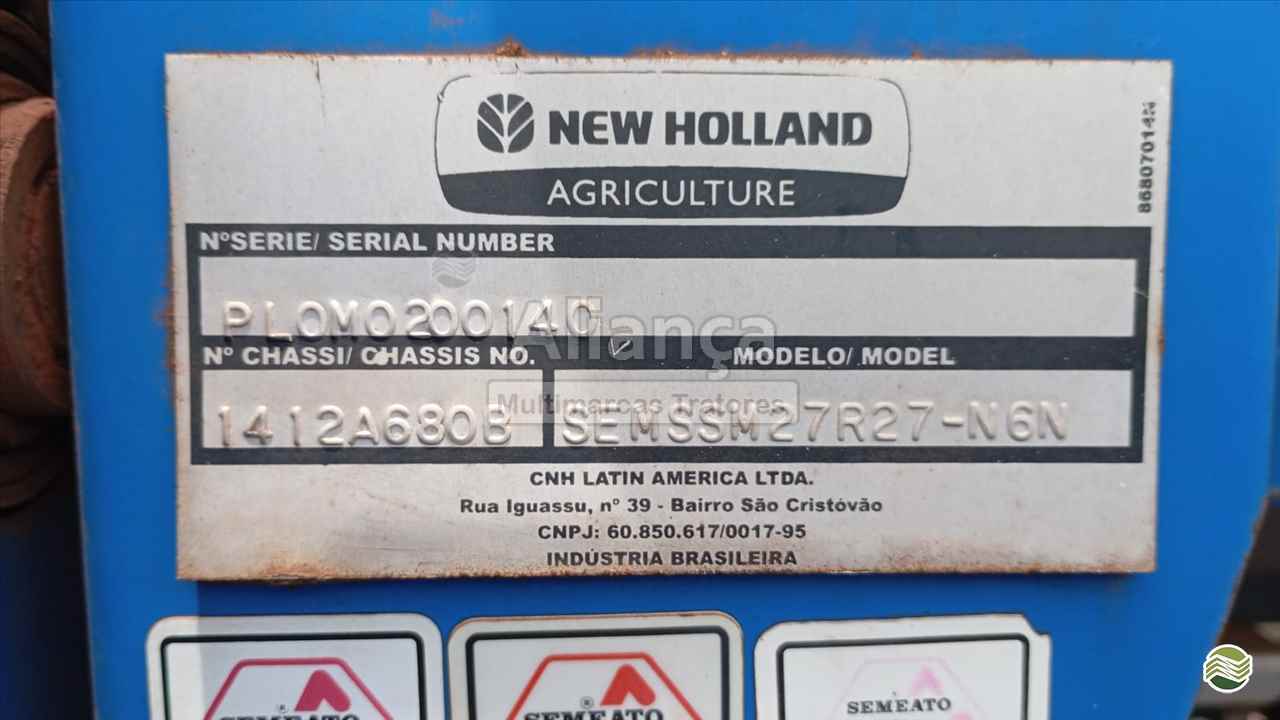 NEW HOLLAND
AGRICULTURE
86807014N
NºSERIE/ SERIAL NUMBER
PLOM0200140
Nº CHASSI/ CHASSIS NO.
MODELO/ MODEL
1412A680B
SEMSSM27R27-N6N
Aliança
Multimarcas Tratores
CNH LATIN AMERICA LTDA.
Rua Iguassu, nº 39 - Bairro São Cristóvão
CNPJ: 60.850.617/0017-95
INDÚSTRIA BRASILEIRA
SEMEATO
SEMEATO
SEMEATO